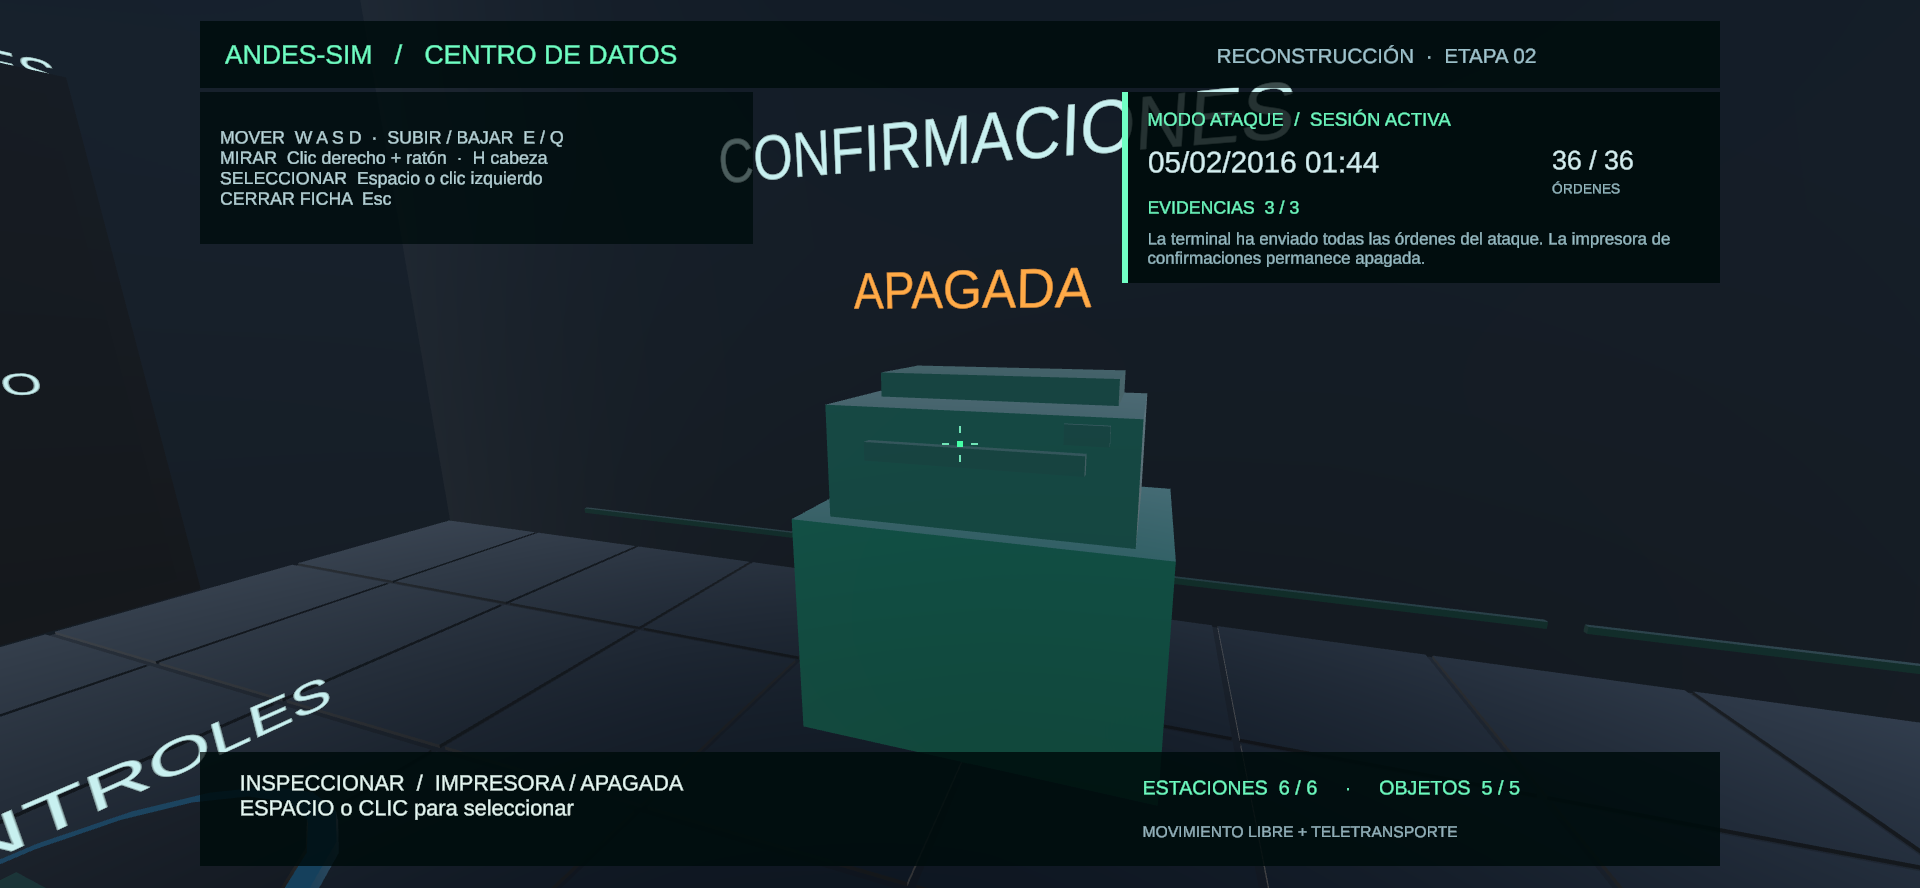 ANDES-SIM / CENTRO DE DATOS
RECONSTRUCCIÓN · ETAPA 02
MOVER W A S D · SUBIR / BAJAR E / Q
MIRAR Clic derecho + ratón · H cabeza
SELECCIONAR Espacio o clic izquierdo
CERRAR FICHA Esc
CONFIRMACIONES
MODO ATAQUE / SESIÓN ACTIVA
05/02/2016 01:44
36 / 36
ÓRDENES
EVIDENCIAS 3 / 3
La terminal ha enviado todas las órdenes del ataque. La impresora de
confirmaciones permanece apagada.
APAGADA
INSPECCIONAR / IMPRESORA / APAGADA
ESPACIO o CLIC para seleccionar
ESTACIONES 6 / 6 · OBJETOS 5 / 5
MOVIMIENTO LIBRE + TELETRANSPORTE